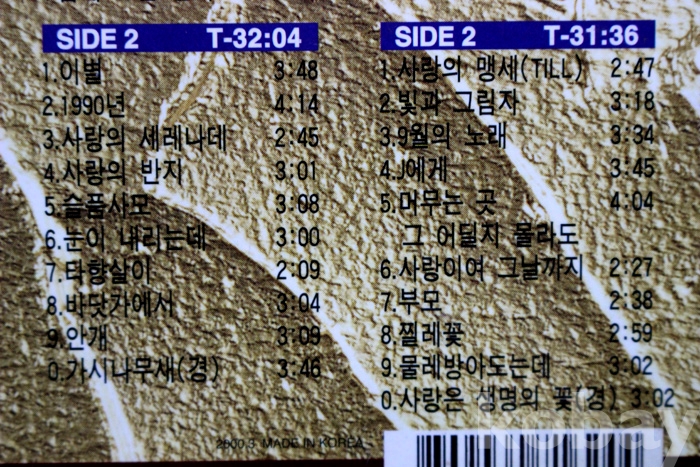 SIDE 2 T-32:04
1.이별 3:48
2.1990년 4:14
3.사랑의 세레나데 2:45
4.사랑의 반지 3:01
5.슬픔사모 3:08
6.눈이 내리는데 3:00
7.타향살이 2:09
8.바닷가에서 3:04
9.안개 3:09
0.가시나무새(경) 3:46
SIDE 2 T-31:36
1.사랑의 맹세(TILL) 2:47
2.빛과 그림자 3:18
3.9월의 노래 3:34
4.J에게 3:45
5.머무는 곳 4:04
그 어딜지 몰라도
6.사랑이여 그날까지 2:27
7.부모 2:38
8.찔레꽃 2:59
9.물레방아도는데 3:02
0.사랑은 생명의 꽃(경) 3:02
2000.3 MADE IN KOREA
kobay